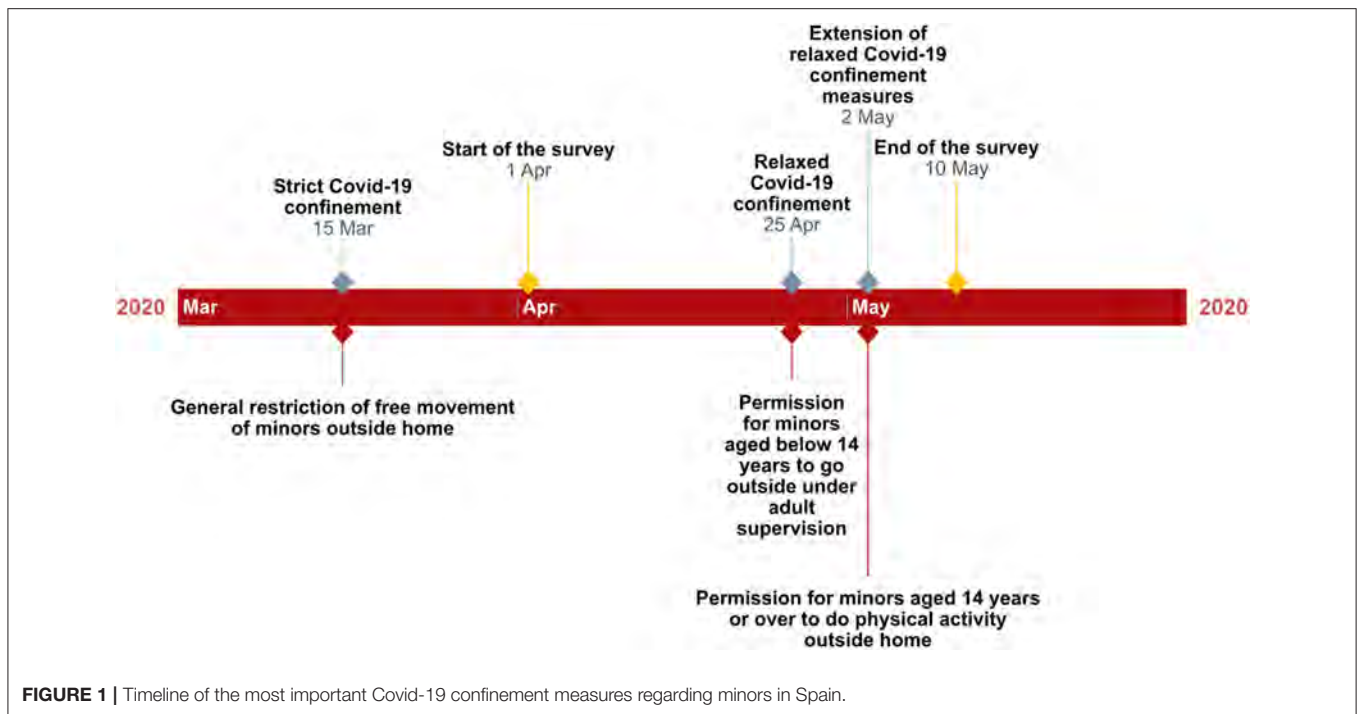 Extension of
relaxed Covid-19
confinement
measures
2 May
Start of the survey
1 Apr
End of the survey
10 May
Strict Covid-19
confinement
15 Mar
Relaxed
Covid-19
confinement
25 Apr
2020
Mar
Apr
May
2020
General restriction of free movement
of minors outside home
Permission
for minors
aged below 14
years to go
outside under
adult
supervision
Permission for minors aged 14 years
or over to do physical activity
outside home
FIGURE 1 | Timeline of the most important Covid-19 confinement measures regarding minors in Spain.